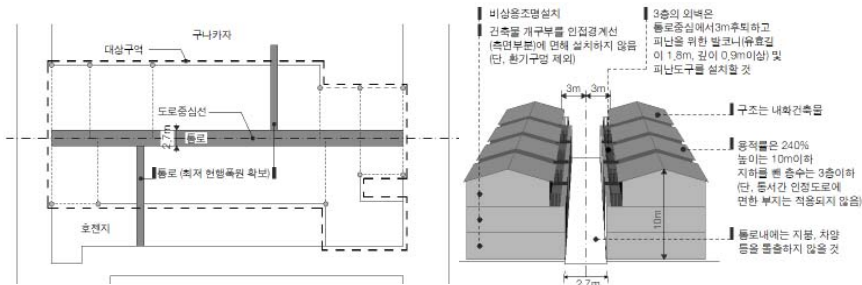 구나카자
대상구역
도로중심선
2.7m
통로
통로 (최저 현행폭원 확보)
호젠지
비상용조명설치
건축물 개구부를 인접경계선
(측면부분)에 면해 설치하지 않음
(단, 환기구멍 제외)
3층의 외벽은
통로중심에서3m후퇴하고
피난을 위한 발코니(유효길
이 1.8m, 깊이 0.9m이상) 및
피난도구를 설치할 것
3m
3m
구조는 내화건축물
용적률은 240%
높이는 10m이하
지하를 뺀 층수는 3층이하
(단, 동서간 인정도로에
면한 부지는 적용되지 않음)
10m
통로내에는 지붕, 차양
등을 돌출하지 않을 것
2.7m